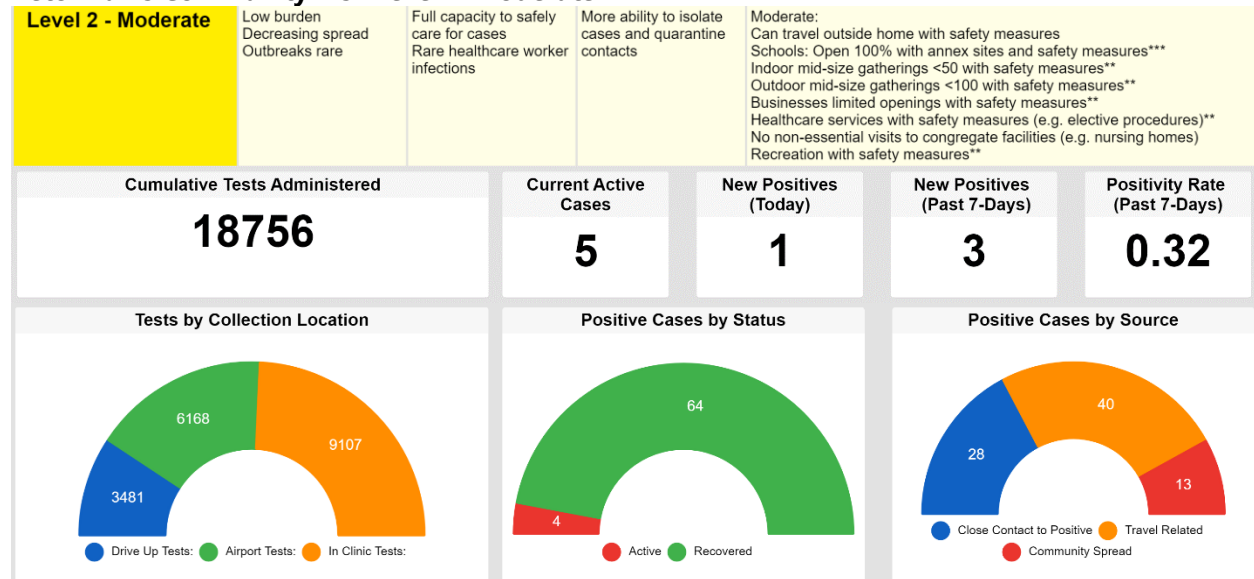 Level 2 - Moderate
Low burden
Decreasing spread
Outbreaks rare
Full capacity to safely
care for cases
Rare healthcare worker
infections
More ability to isolate
cases and quarantine
contacts
Moderate:
Can travel outside home with safety measures
Schools: Open 100% with annex sites and safety measures***
Indoor mid-size gatherings <50 with safety measures**
Outdoor mid-size gatherings <100 with safety measures**
Businesses limited openings with safety measures**
Healthcare services with safety measures (e.g. elective procedures)**
No non-essential visits to congregate facilities (e.g. nursing homes)
Recreation with safety measures**
Cumulative Tests Administered
18756
Current Active
Cases
5
New Positives
(Today)
1
New Positives
(Past 7-Days)
3
Positivity Rate
(Past 7-Days)
0.32
Tests by Collection Location
3481
6168
9107
Drive Up Tests: Airport Tests: In Clinic Tests:
Positive Cases by Status
4
64
Active Recovered
Positive Cases by Source
28
40
13
Close Contact to Positive Travel Related
Community Spread